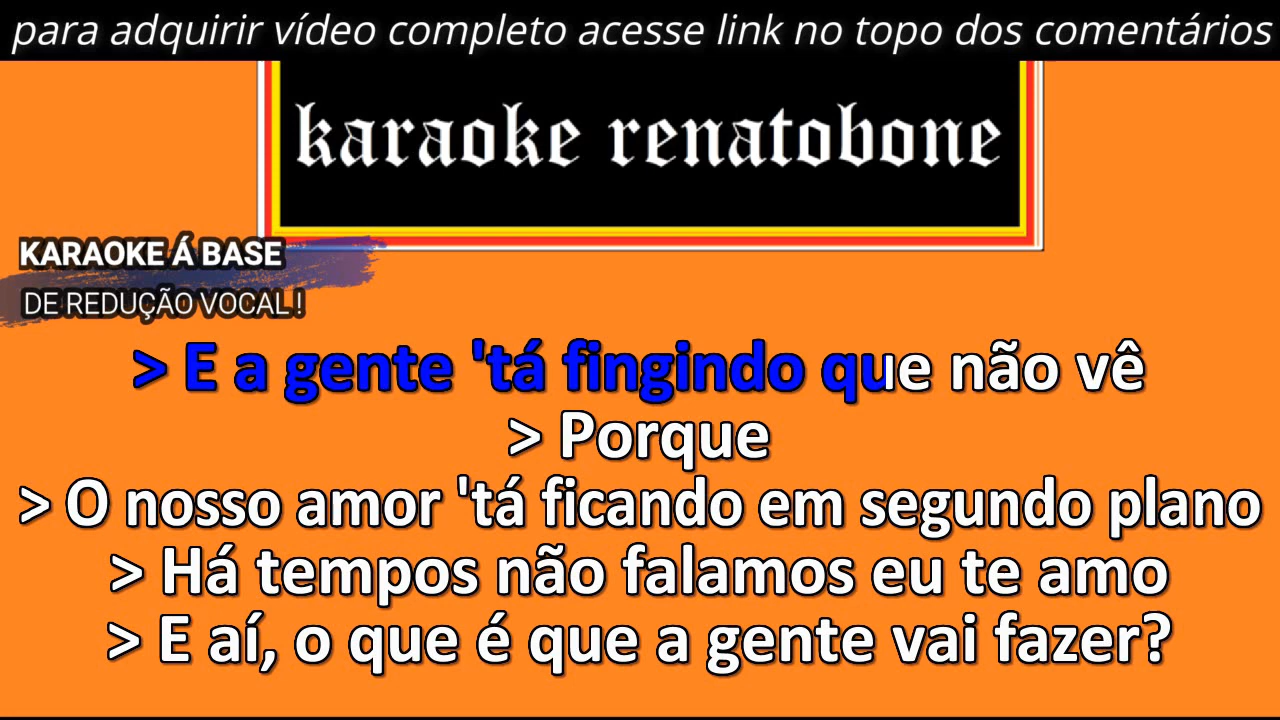 para adquirir vídeo completo acesse link no topo dos comentários
karaoke renatobone
KARAOKE Á BASE
DE REDUÇÃO VOCAL!
> E a gente 'tá fingindo que não vê
> Porque
> O nosso amor 'tá ficando em segundo plano
> Há tempos não falamos eu te amo
> E aí, o que é que a gente vai fazer?